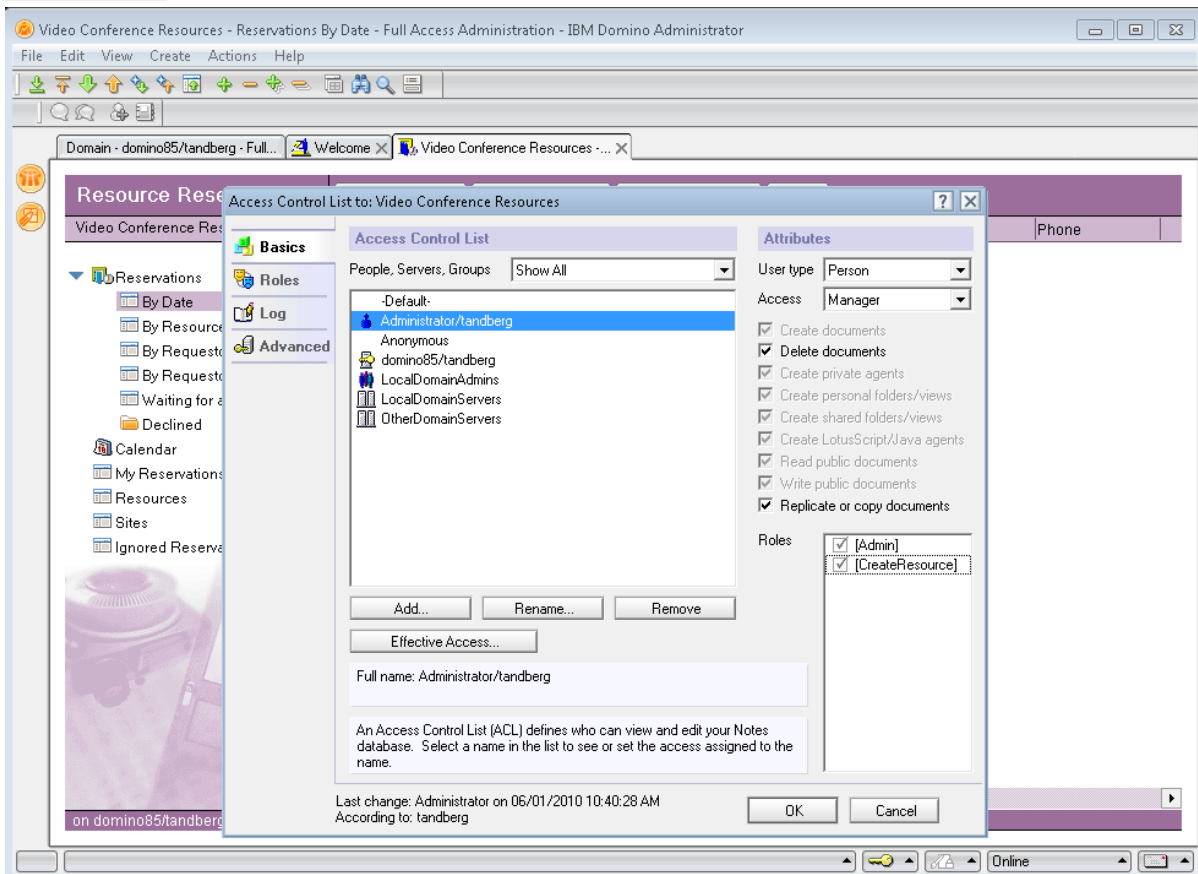 Video Conference Resources - Reservations By Date - Full Access Administration - IBM Domino Administrator
File Edit View Create Actions Help
Domain - domino85/tandberg - Full... Welcome Video Conference Resources -...
Resource Rese
Access Control List to: Video Conference Resources
Video Conference Res
Phone
Reservations
By Date
By Resource
By Requesto
By Requesto
Waiting for a
Declined
Calendar
My Reservations
Resources
Sites
Ignored Reserva
on domino85/tandberg
Basics
Roles
Log
Advanced
Access Control List
People, Servers, Groups Show All
-Default-
Administrator/tandberg
Anonymous
domino85/tandberg
LocalDomainAdmins
LocalDomainServers
OtherDomainServers
Add... Rename... Remove
Effective Access...
Full name: Administrator/tandberg
An Access Control List (ACL) defines who can view and edit your Notes
database. Select a name in the list to see or set the access assigned to the
name.
Attributes
User type Person
Access Manager
Create documents
Delete documents
Create private agents
Create personal folders/views
Create shared folders/views
Create LotusScript/Java agents
Read public documents
Write public documents
Replicate or copy documents
Roles [Admin]
[CreateResource]
Last change: Administrator on 06/01/2010 10:40:28 AM
According to: tandberg
OK Cancel
Online